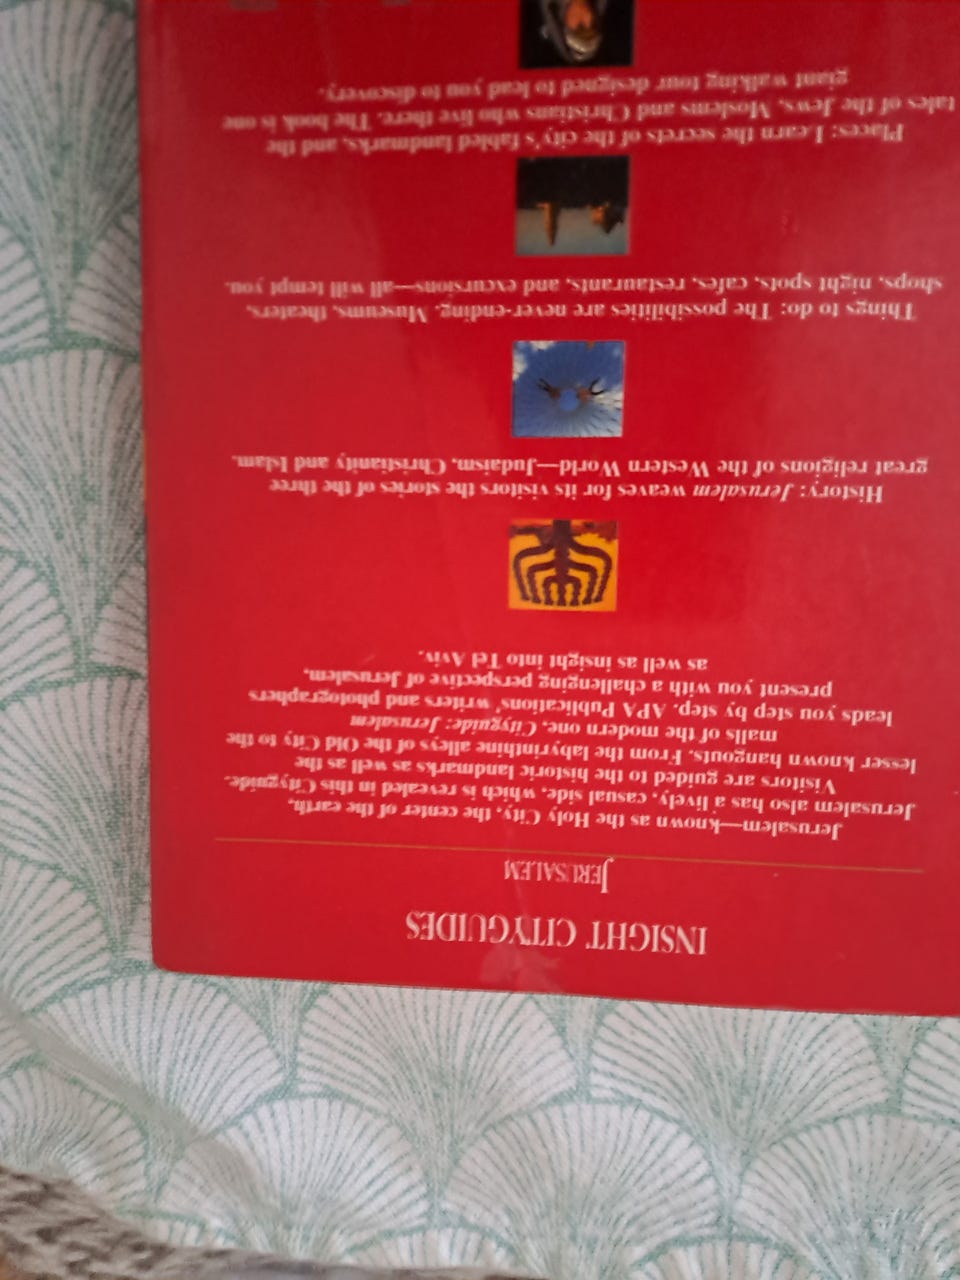 INSIGHT CITYGUIDES
JERUSALEM
Jerusalem—known as the Holy City, the center of the earth,
Jerusalem also has a lively, casual side, which is revealed in this Cityguide.
Visitors are guided to the historic landmarks as well as the
lesser known hangouts. From the labyrinthine alleys of the Old City to the
malls of the modern one, Cityguide: Jerusalem
leads you step by step. APA Publications' writers and photographers
present you with a challenging perspective of Jerusalem,
as well as insight into Tel Aviv.
History: Jerusalem weaves for its visitors the stories of the three
great religions of the Western World—Judaism, Christianity and Islam.
Things to do: The possibilities are never-ending. Museums, theaters,
shops, night spots, cafes, restaurants, and excursions—all will tempt you.
Places: Learn the secrets of the city's fabled landmarks, and the
tales of the Jews, Moslems and Christians who live there. The book is one
giant walking tour designed to lead you to discovery.